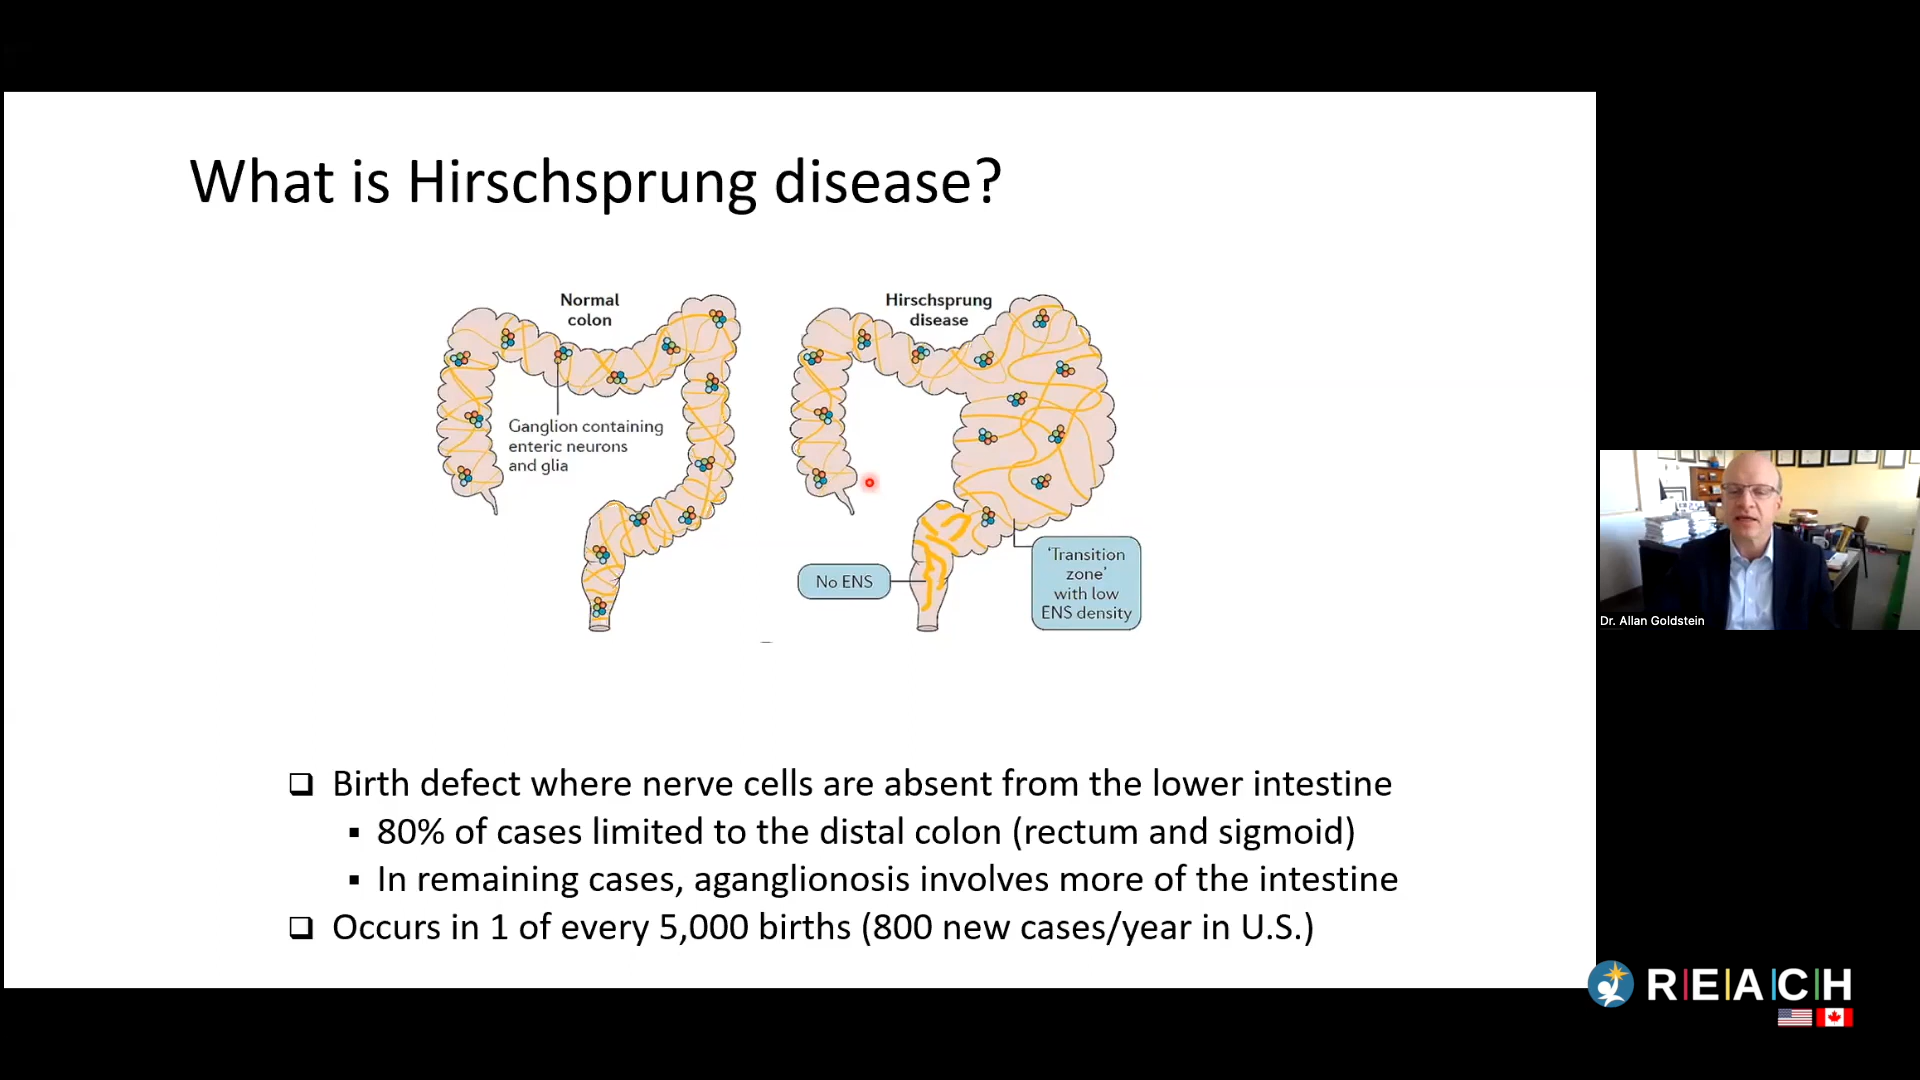 What is Hirschsprung disease?
Normal
colon
Ganglion containing
enteric neurons
and glia
Hirschsprung
disease
No ENS
'Transition
zone'
with low
ENS density
❑ Birth defect where nerve cells are absent from the lower intestine
▪ 80% of cases limited to the distal colon (rectum and sigmoid)
▪ In remaining cases, aganglionosis involves more of the intestine
❑ Occurs in 1 of every 5,000 births (800 new cases/year in U.S.)
Dr. Allan Goldstein
R|E|A|C|H